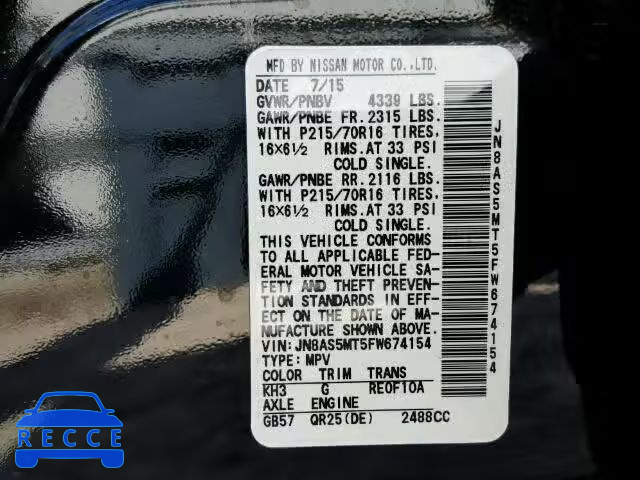 MFD BY NISSAN MOTOR CO.,LTD.
DATE 7/15
GVWR/PNBV 4339 LBS.
GAWR/PNBE FR. 2315 LBS.
WITH P215/70R16 TIRES,
16X6½ RIMS.AT 33 PSI
COLD SINGLE.
GAWR/PNBE RR. 2116 LBS.
WITH P215/70R16 TIRES,
16X6½ RIMS.AT 33 PSI
COLD SINGLE.
THIS VEHICLE CONFORMS
TO ALL APPLICABLE FED-
ERAL MOTOR VEHICLE SA-
FETY AND THEFT PREVEN-
TION STANDARDS IN EFF-
ECT ON THE DATE OF MA-
NUFACTURE SHOWN ABOVE.
VIN:JN8AS5MT5FW674154
TYPE:MPV
COLOR TRIM TRANS
KH3 G RE0F10A
AXLE ENGINE
GB57 QR25(DE) 2488CC
JN8AS5MT5FW674154
RECCE